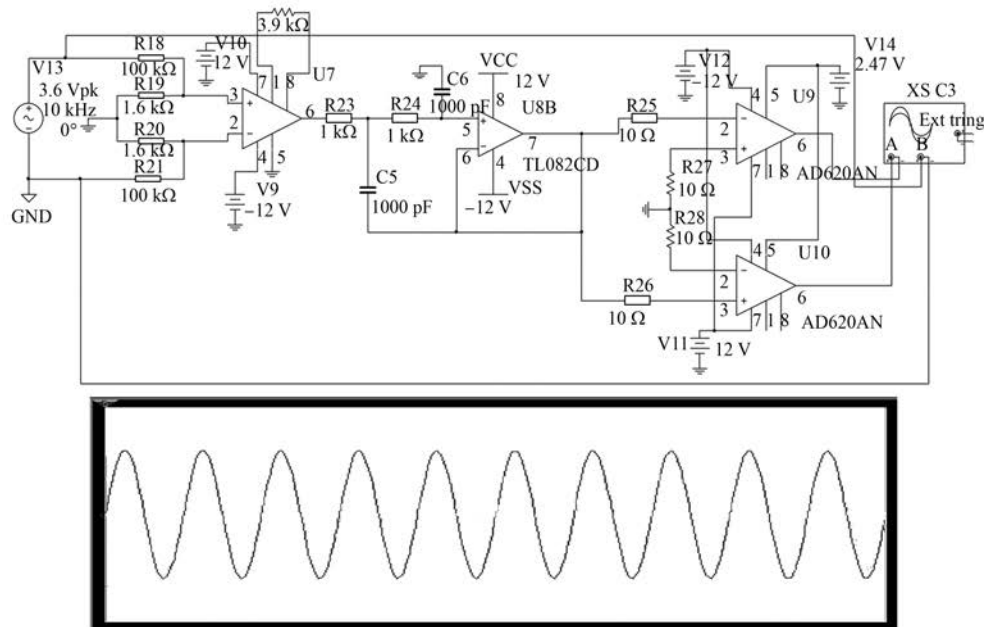 3.9 kΩ
R18
100 kΩ
V10
12 V
V13
3.6 Vpk
10 kHz
0°
R19
1.6 kΩ
R20
1.6 kΩ
R21
100 kΩ
GND
7 1 8
U7
3
+
2
−
6
4 5
V9
−12 V
R23
1 kΩ
R24
1 kΩ
C6
1000 pF
C5
1000 pF
VCC
12 V
8
U8B
5
+
6
−
7
TL082CD
4
VSS
−12 V
R25
10 Ω
R26
10 Ω
R27
10 Ω
R28
10 Ω
V12
−12 V
V14
2.47 V
4 5
U9
2
−
3
+
6
7 1 8
AD620AN
4 5
U10
2
−
3
+
6
7 1 8
AD620AN
V11
12 V
XS C3
Ext tring
A B